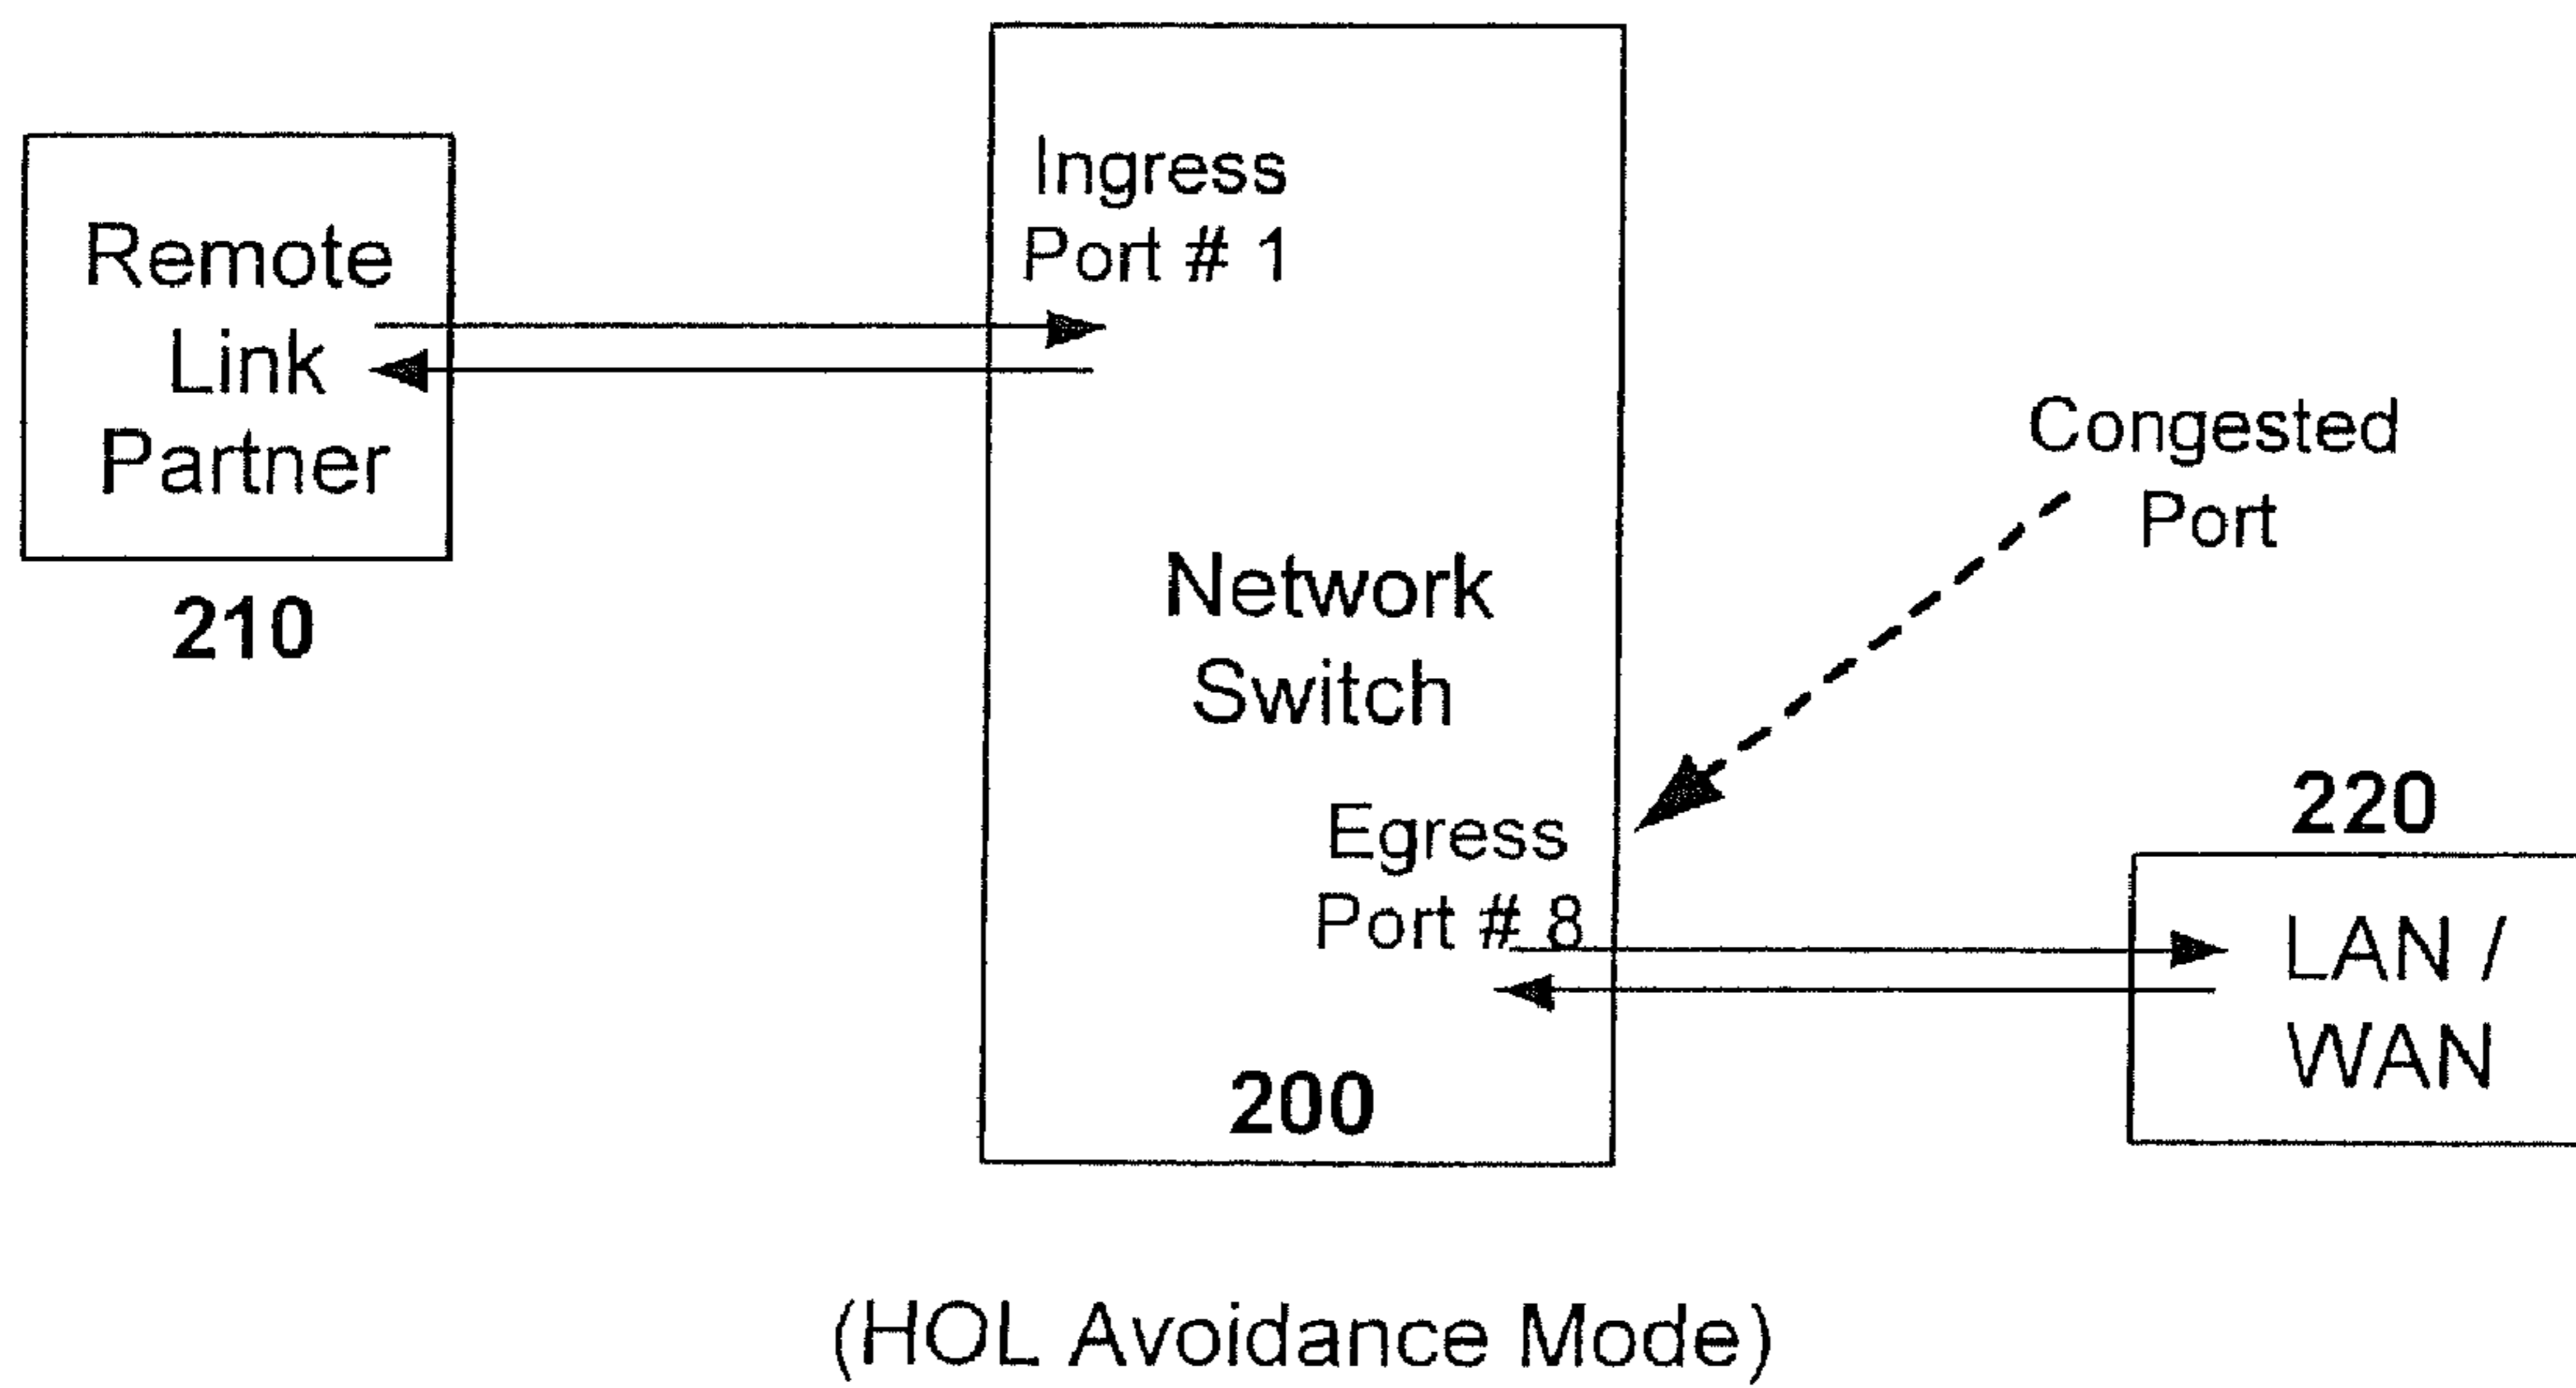 Ingress
Port # 1
Remote
Link
Partner
210
Congested
Port
Network
Switch
Egress
Port # 8
200
220
LAN /
WAN
(HOL Avoidance Mode)